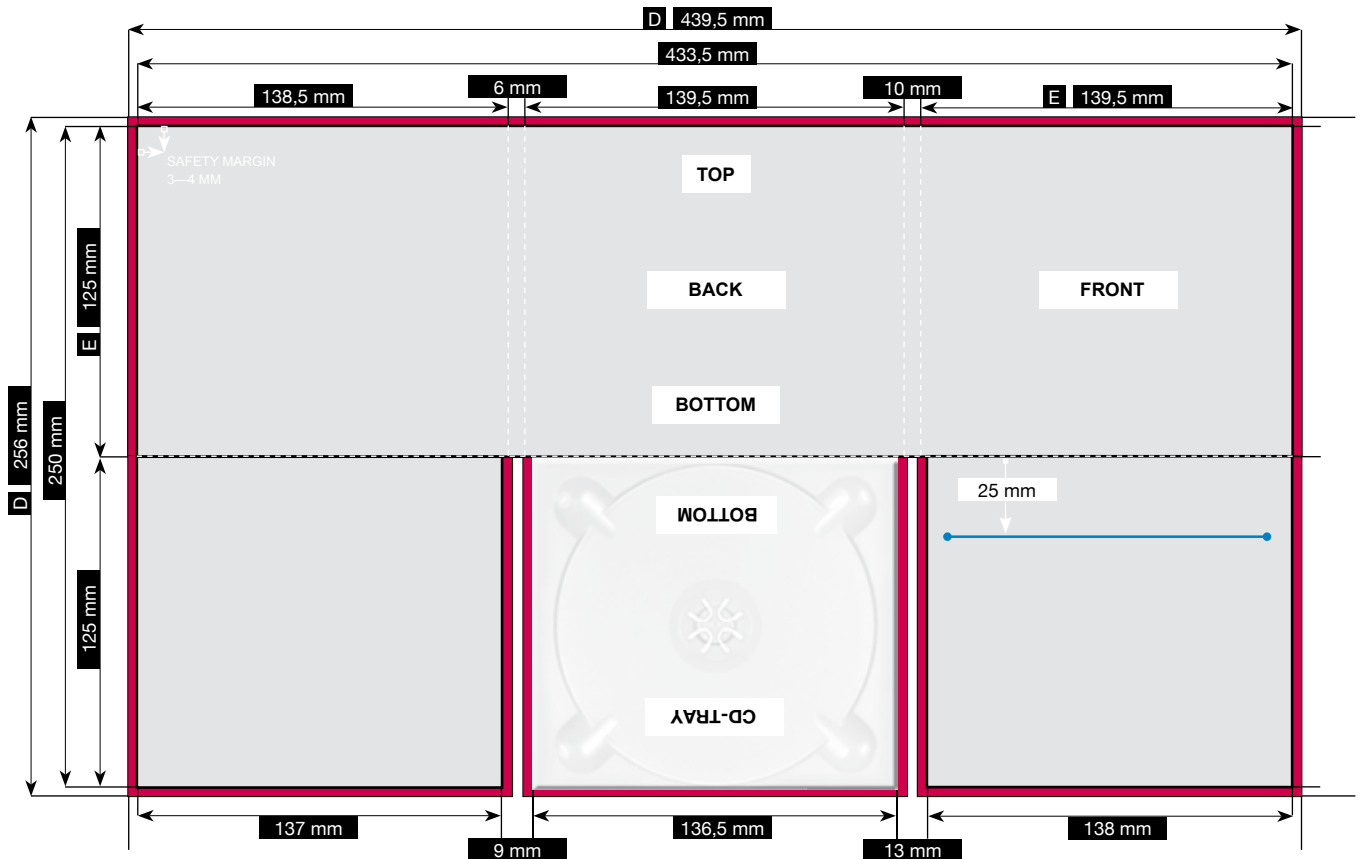 D 439,5 mm
433,5 mm
138,5 mm
6 mm
139,5 mm
10 mm
E 139,5 mm
SAFETY MARGIN
3—4 MM
TOP
BACK
FRONT
BOTTOM
E 125 mm
D 256 mm
250 mm
125 mm
25 mm
BOTTOM
CD-TRAY
137 mm
9 mm
136,5 mm
13 mm
138 mm